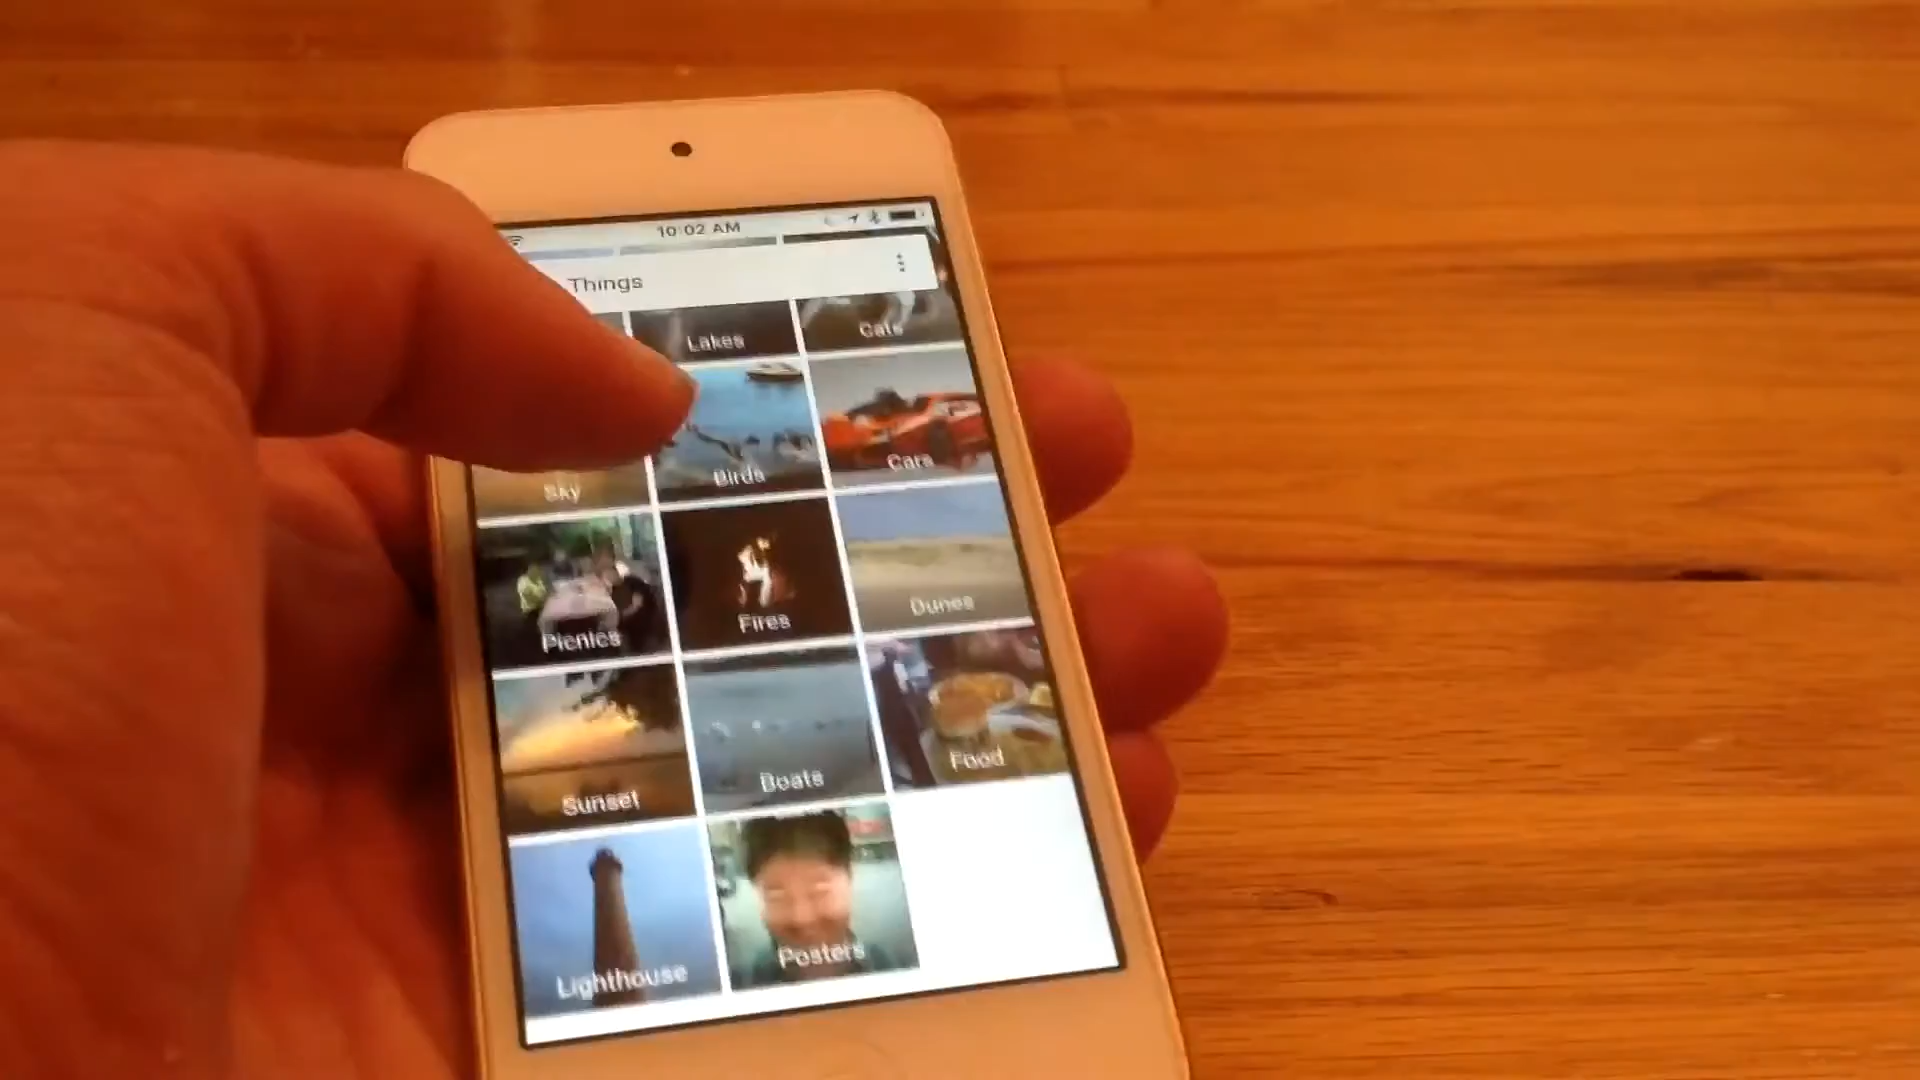 10:02 AM
Things
Lakes
Cats
Sky
Birds
Cars
Picnics
Fires
Dunes
Sunset
Boats
Food
Lighthouse
Posters